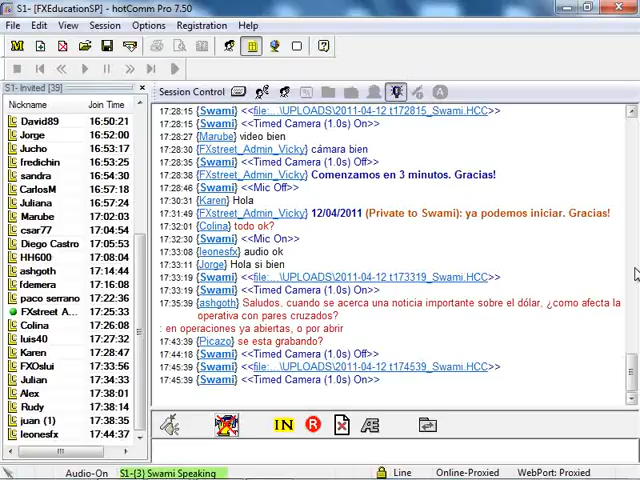 S1- [FXEducationSP] - hotComm Pro 7.50
File Edit View Session Options Registration Help
S1- Invited [39]
Session Control
Nickname Join Time
David89 16:50:21
Jorge 16:52:00
Jucho 16:53:17
fredichin 16:53:35
sandra 16:54:37
CarlosM 16:57:18
Juliana 16:57:18
Marube 17:02:03
csar77 17:04:54
Diego Castro 17:05:53
HH600 17:08:04
ashgoth 17:14:44
fdemera 17:18:10
paco serrano 17:22:36
FXstreet A... 17:25:33
Colina 17:26:08
luis40 17:27:32
Karen 17:28:47
FXOslui 17:33:56
Julian 17:34:32
Alex 17:38:01
Rudy 17:38:14
juan (1) 17:38:35
leonesfx 17:44:37
17:28:15 {Swami} <<file:...\UPLOADS\2011-04-12 t172815_Swami.HCC>>
17:28:15 {Swami} <<Timed Camera (1.0s) On>>
17:28:27 {Marube} video bien
17:28:30 {FXstreet_Admin_Vicky} cámara bien
17:28:35 {Swami} <<Timed Camera (1.0s) Off>>
17:28:38 {FXstreet_Admin_Vicky} Comenzamos en 3 minutos. Gracias!
17:28:46 {Swami} <<Mic Off>>
17:30:31 {Karen} Hola
17:31:49 {FXstreet_Admin_Vicky} 12/04/2011 (Private to Swami): ya podemos iniciar. Gracias!
17:32:01 {Colina} todo ok?
17:32:30 {Swami} <<Mic On>>
17:33:08 {leonesfx} audio ok
17:33:11 {Jorge} Hola si bien
17:33:19 {Swami} <<file:...\UPLOADS\2011-04-12 t173319_Swami.HCC>>
17:33:19 {Swami} <<Timed Camera (1.0s) On>>
17:35:39 {ashgoth} Saludos. cuando se acerca una noticia importante sobre el dólar, ¿como afecta la
operativa con pares cruzados?
: en operaciones ya abiertas, o por abrir
17:43:39 {Picazo} se esta grabando?
17:44:18 {Swami} <<Timed Camera (1.0s) Off>>
17:45:39 {Swami} <<file:...\UPLOADS\2011-04-12 t174539_Swami.HCC>>
17:45:39 {Swami} <<Timed Camera (1.0s) On>>
IN R Æ
Audio-On S1-{3} Swami Speaking Line Online-Proxied WebPort: Proxied